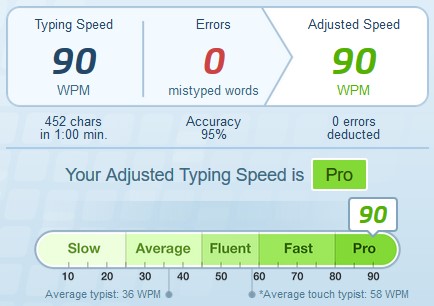 Typing Speed Errors Adjusted Speed
90 0 90
WPM mistyped words WPM
452 chars Accuracy 0 errors
in 1:00 min. 95% deducted
Your Adjusted Typing Speed is Pro
90
Slow Average Fluent Fast Pro
10 20 30 40 50 60 70 80 90
Average typist: 36 WPM *Average touch typist: 58 WPM